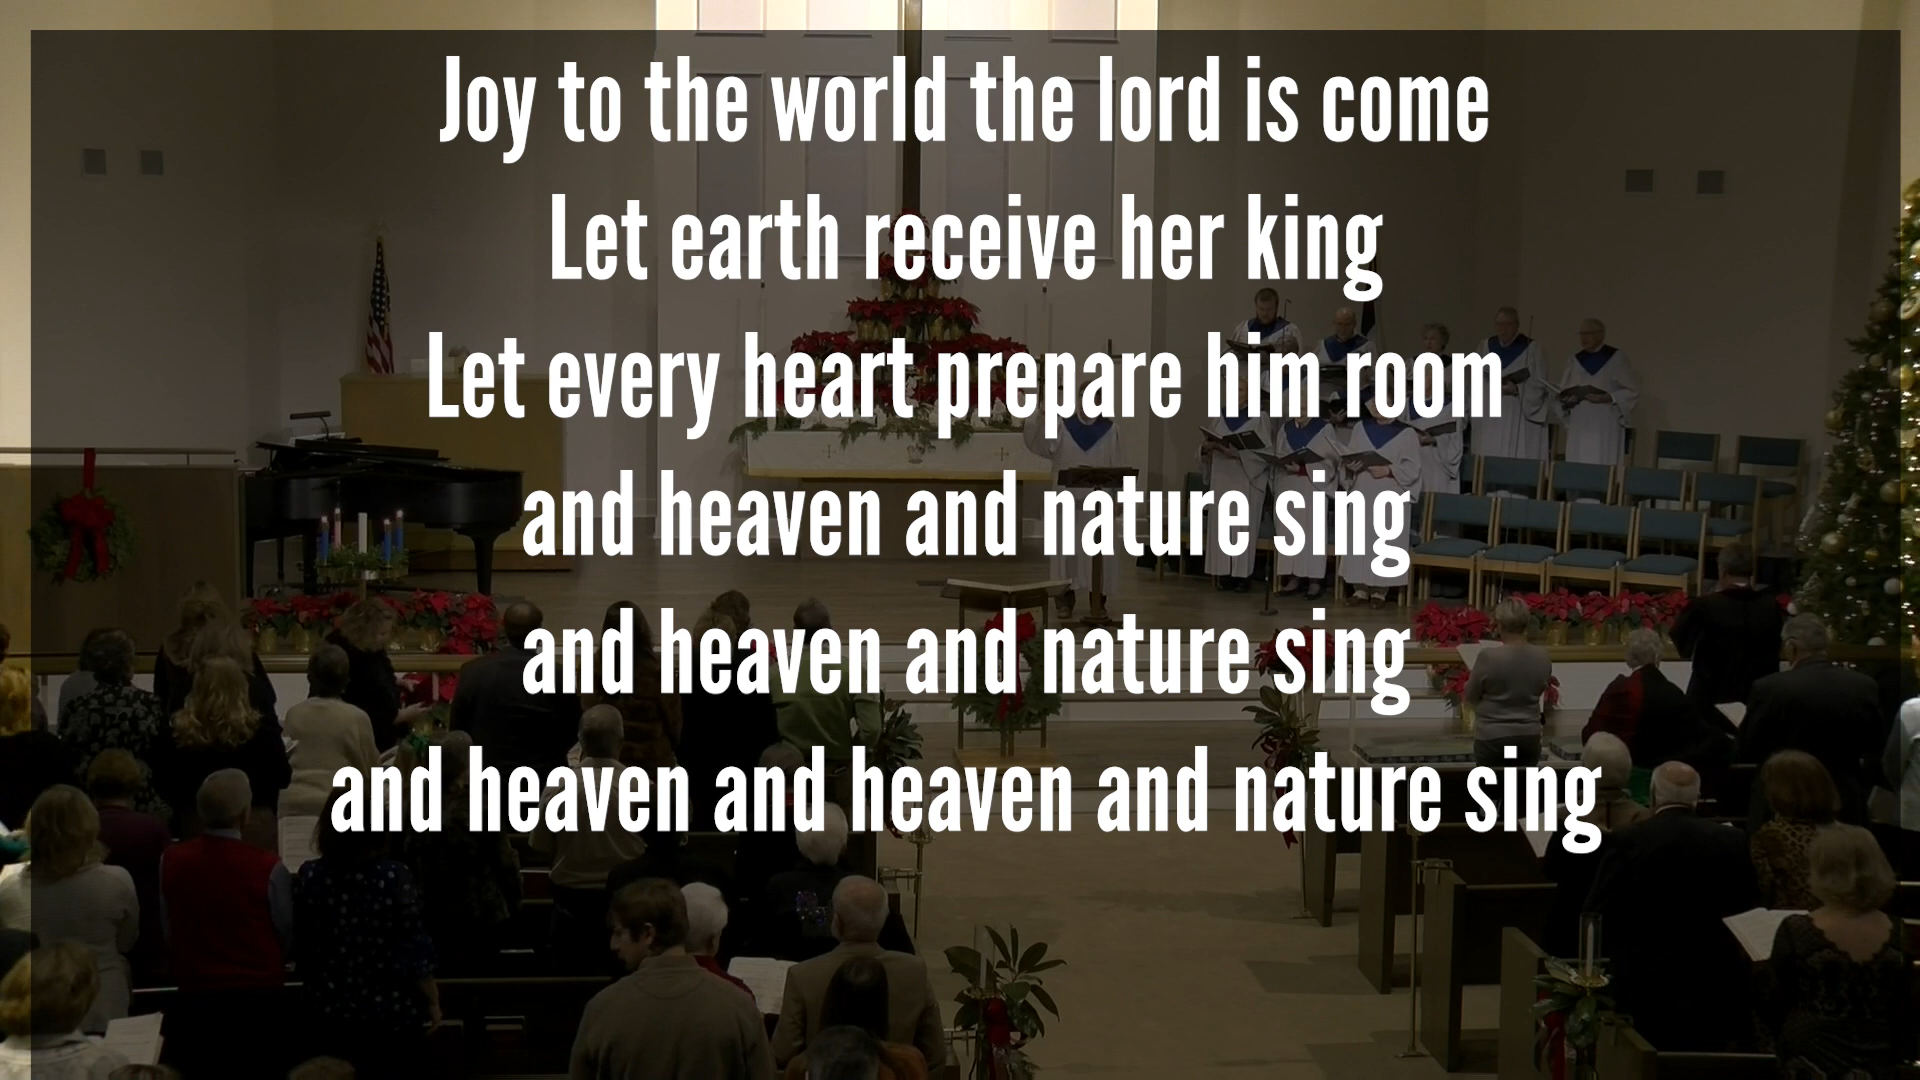 Joy to the world the lord is come
Let earth receive her king
Let every heart prepare him room
and heaven and nature sing
and heaven and nature sing
and heaven and heaven and nature sing